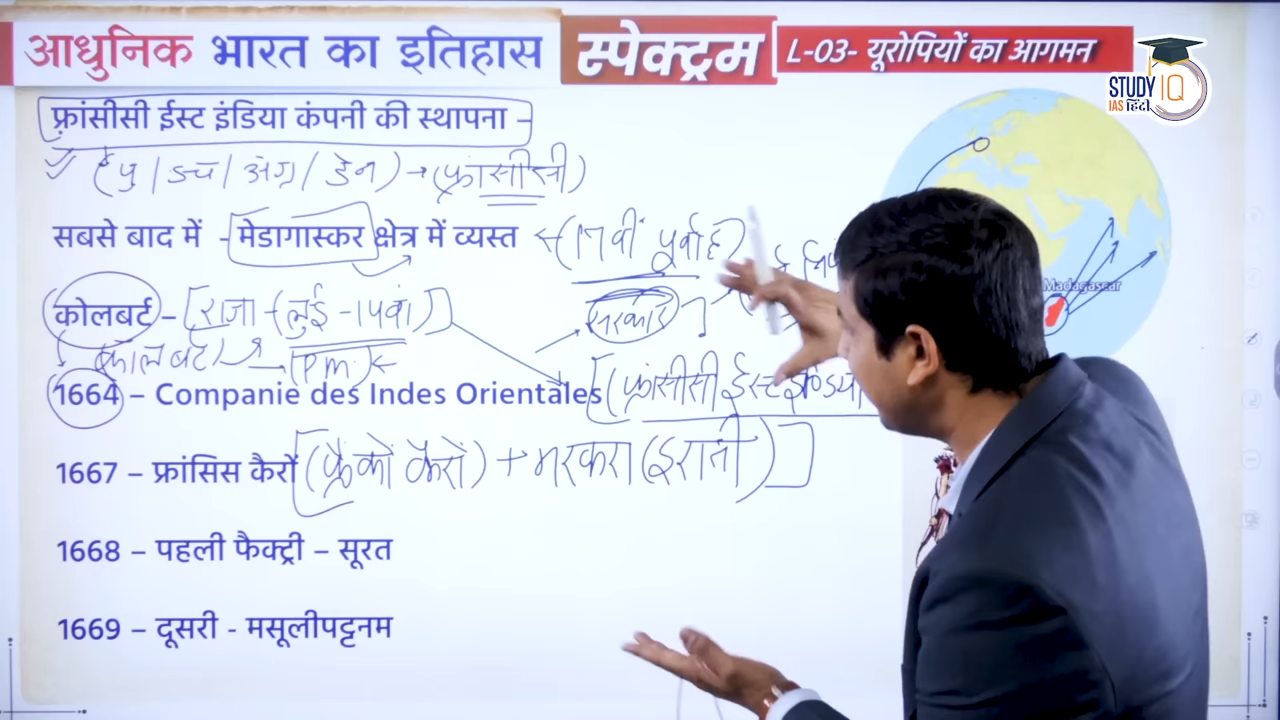 आधुनिक भारत का इतिहास स्पेक्ट्रम L-03- यूरोपियों का आगमन
STUDY IQ
IAS हिंदी
फ्रांसीसी ईस्ट इंडिया कंपनी की स्थापना –
(पु / डच / अंग्रे / डेन) → (फ्रांसीसी)
सबसे बाद में - मेडागास्कर क्षेत्र में व्यस्त ← (17वीं पूर्वार्द्ध)
Madagascar
कोलबर्ट – [राजा - (लुई - 14वां)] सरकार
कॉलबर्ट → (PM) ←
1664 – Companie des Indes Orientales [(फ्रांसीसी ईस्ट इण्डिया
1667 – फ्रांसिस कैरों [(फ्रैंको कैरो) + मरकरा (ईरानी)]
1668 – पहली फैक्ट्री – सूरत
1669 – दूसरी - मसूलीपट्टनम